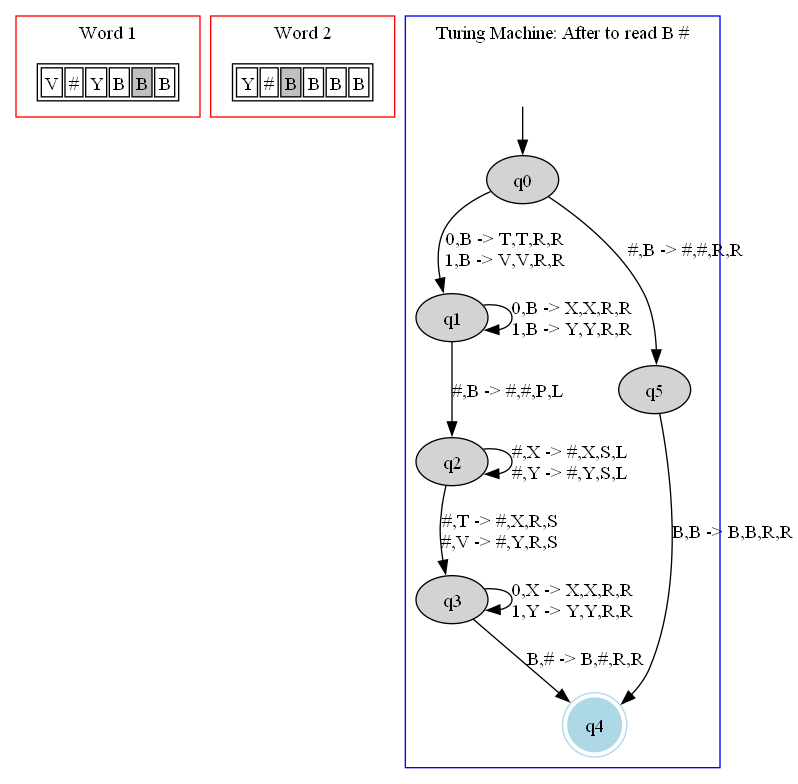 Word 1
V # Y B B B
Word 2
Y # B B B B
Turing Machine: After to read B #
q0
0,B -> T,T,R,R
1,B -> V,V,R,R
#,B -> #,#,R,R
q1
0,B -> X,X,R,R
1,B -> Y,Y,R,R
#,B -> #,#,P,L
q5
q2
#,X -> #,X,S,L
#,Y -> #,Y,S,L
#,T -> #,X,R,S
#,V -> #,Y,R,S
B,B -> B,B,R,R
q3
0,X -> X,X,R,R
1,Y -> Y,Y,R,R
B,# -> B,#,R,R
q4